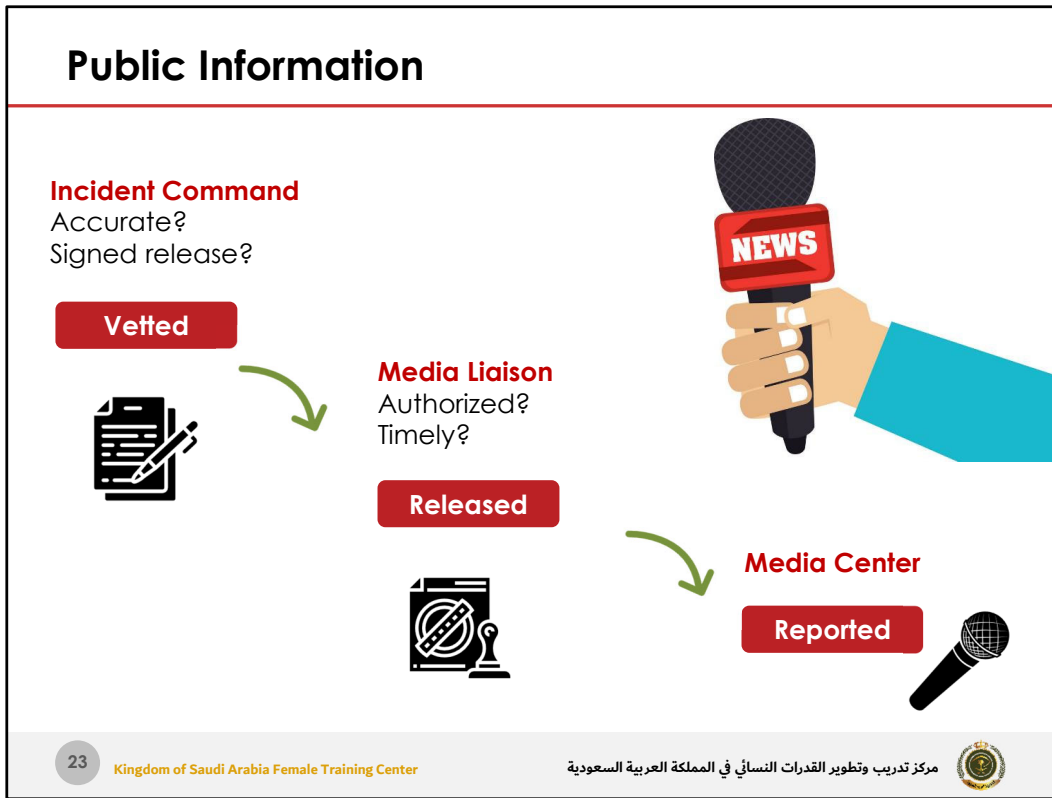 Public Information
Incident Command
Accurate?
Signed release?
Vetted
Media Liaison
Authorized?
Timely?
Released
Media Center
Reported
NEWS
23
Kingdom of Saudi Arabia Female Training Center
مركز تدريب وتطوير القدرات النسائي في المملكة العربية السعودية